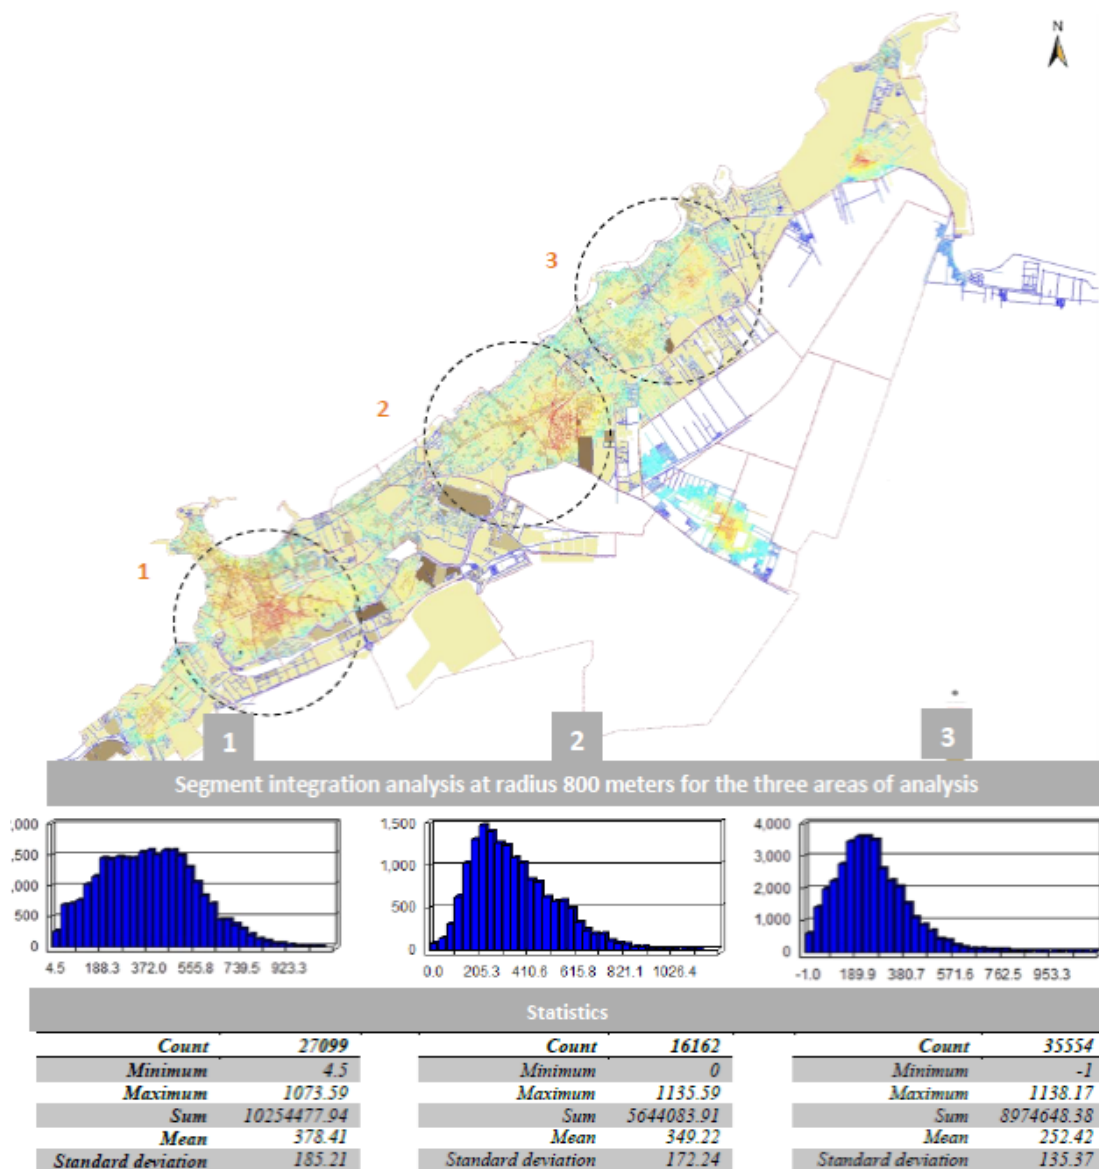 N
3
2
1
1 2 3
Segment integration analysis at radius 800 meters for the three areas of analysis
,000 1,500 4,000
,500 1,000 3,000
,000 500 2,000
500 0 1,000
0 0
4.5 188.3 372.0 555.8 739.5 923.3
0.0 205.3 410.6 615.8 821.1 1026.4
-1.0 189.9 380.7 571.6 762.5 953.3
Statistics
Count 27099 Count 16162 Count 35554
Minimum 4.5 Minimum 0 Minimum -1
Maximum 1073.59 Maximum 1135.59 Maximum 1138.17
Sum 10254477.94 Sum 5644083.91 Sum 8974648.38
Mean 378.41 Mean 349.22 Mean 252.42
Standard deviation 185.21 Standard deviation 172.24 Standard deviation 135.37